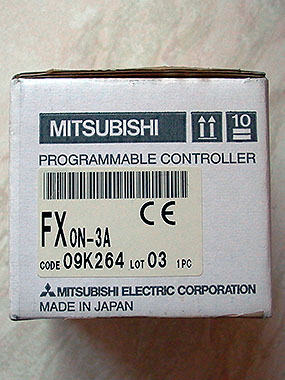 MITSUBISHI
10
PROGRAMMABLE CONTROLLER
FX0N-3A
CE
CODE 09K264 LOT 03 1PC
MITSUBISHI ELECTRIC CORPORATION
MADE IN JAPAN